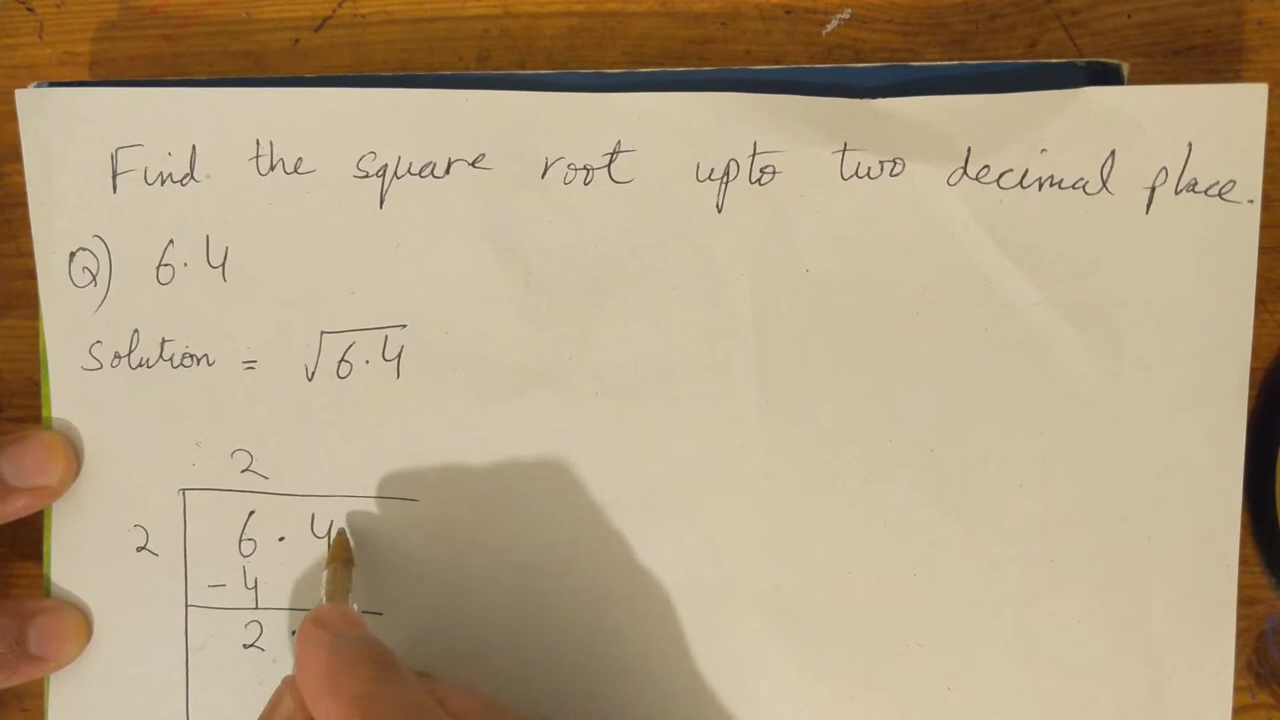 Find the square root upto two decimal place.
Q) 6.4
Solution = √6.4
2
2 6.4
-4
2 .